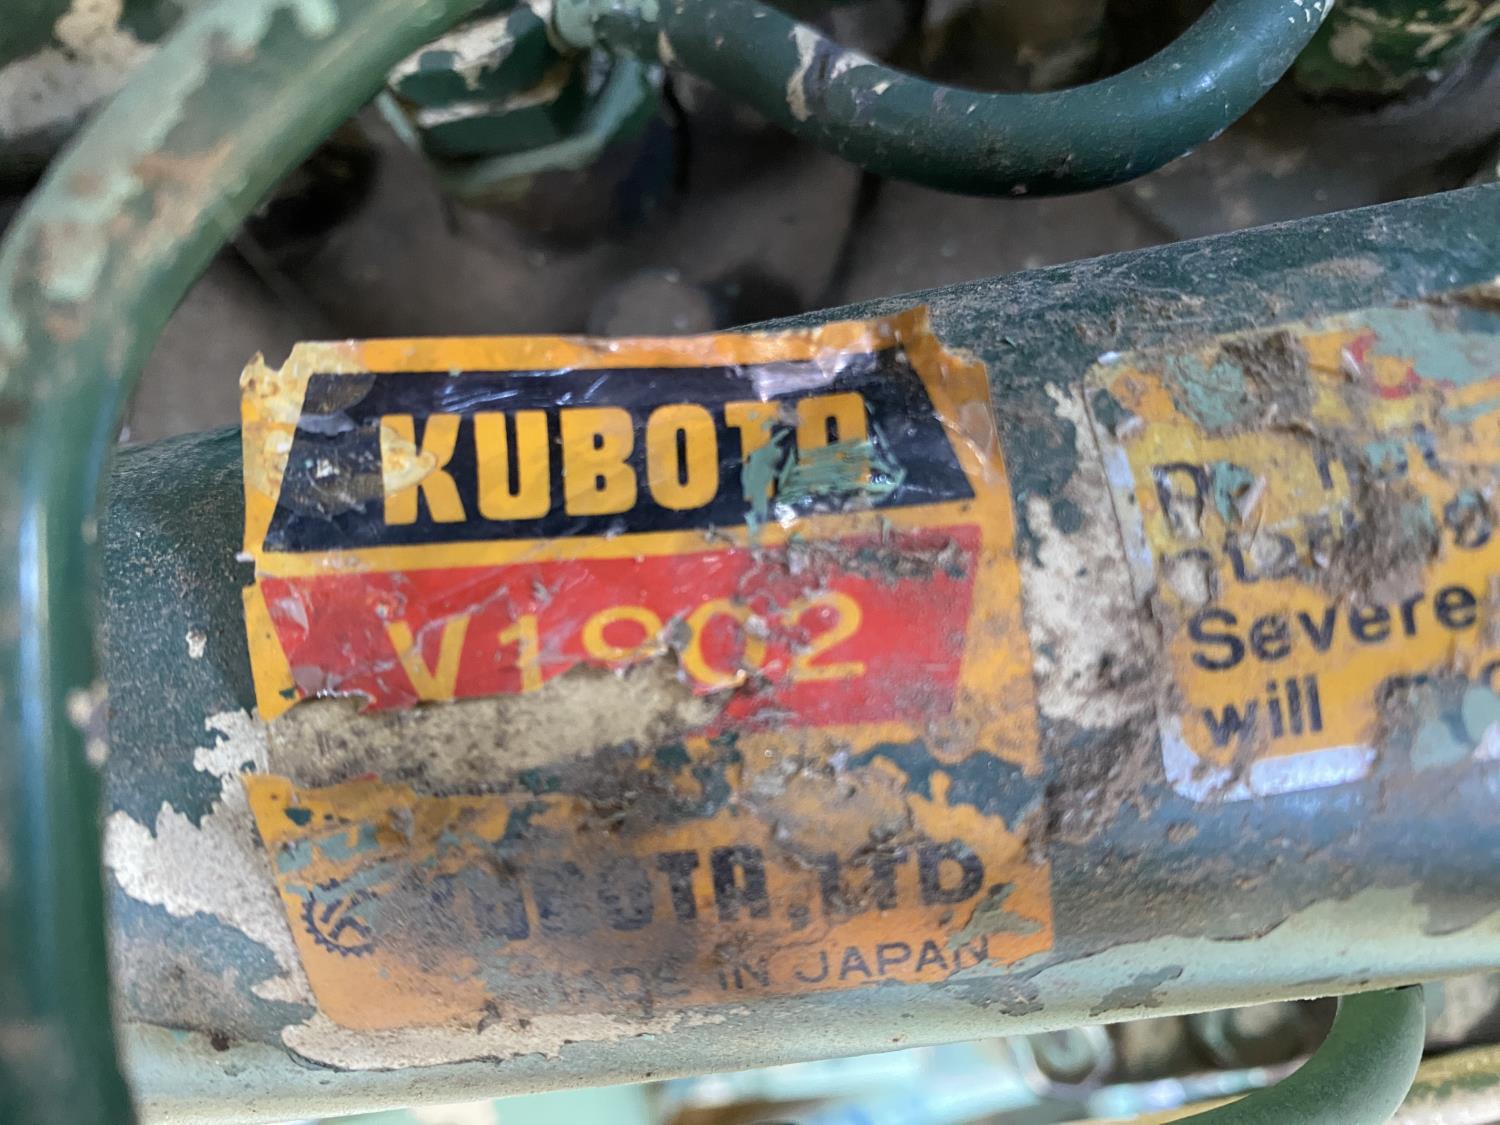 KUBOTA
V1902
KUBOTA, LTD.
MADE IN JAPAN
Severe
will